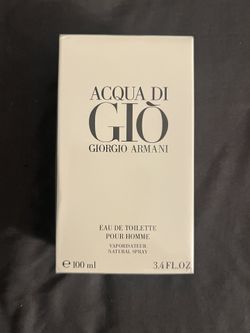 ACQUA DI
GIÒ
GIORGIO ARMANI
EAU DE TOILETTE
POUR HOMME
VAPORISATEUR
NATURAL SPRAY
℮ 100 ml 3.4 FL.OZ